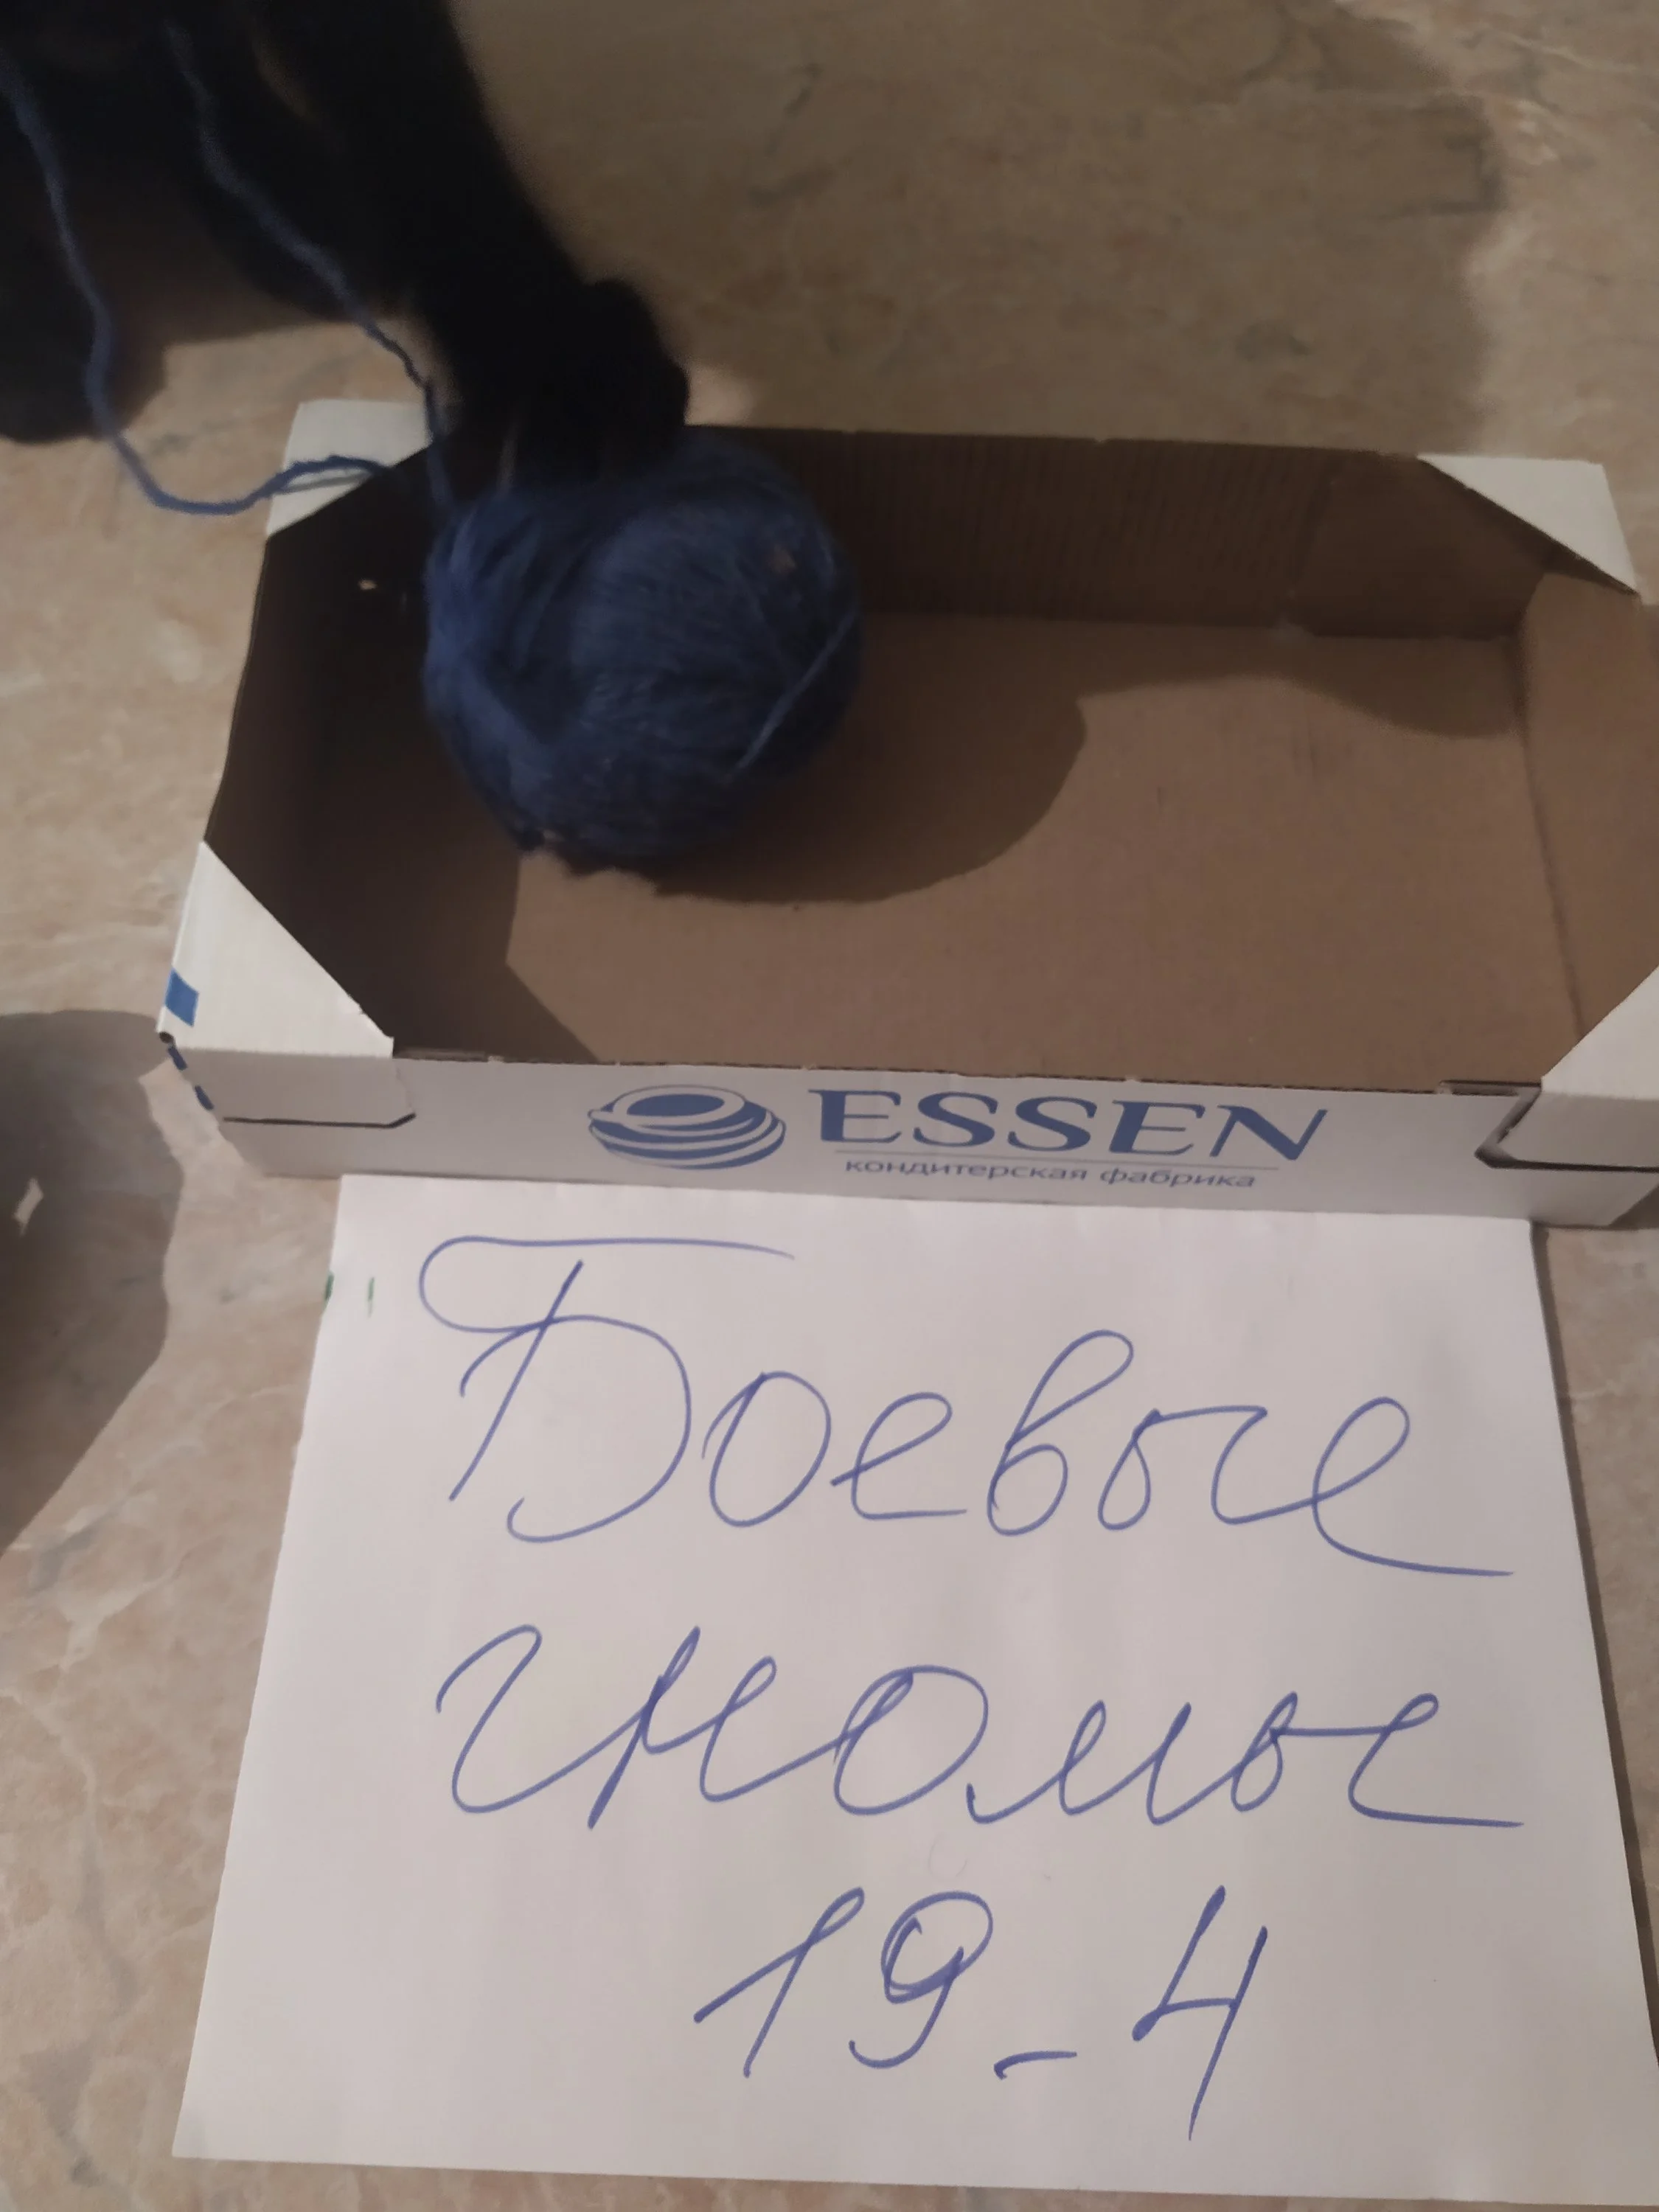 ESSEN
кондитерская фабрика
Боевые
гномы
19-4